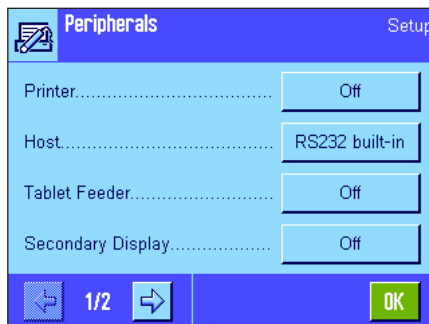 Peripherals
Setup
Printer..................................... Off
Host........................................ RS232 built-in
Tablet Feeder........................... Off
Secondary Display................... Off
1/2
OK